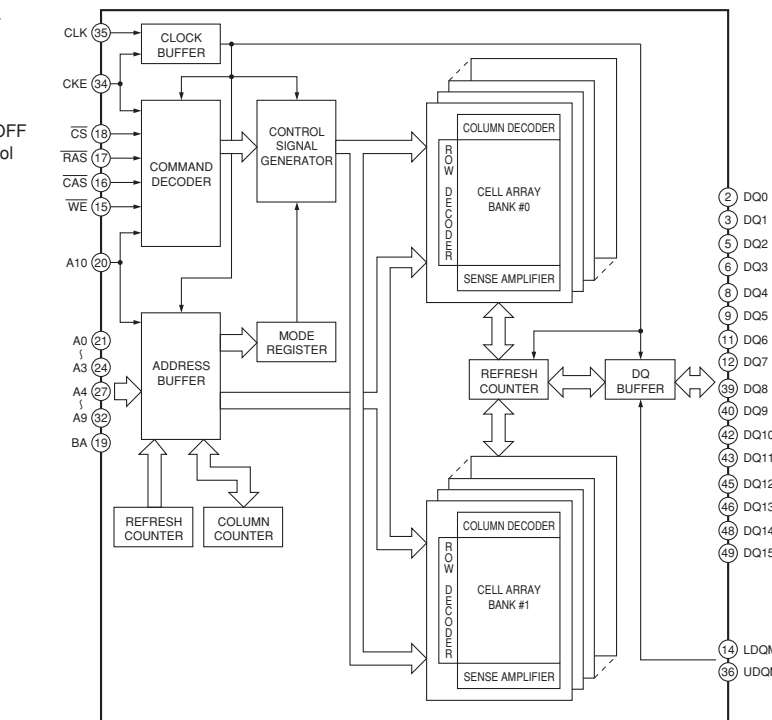 CLK 35
CLOCK
BUFFER
CKE 34
OFF
CS 18
RAS 17
CAS 16
WE 15
COMMAND
DECODER
CONTROL
SIGNAL
GENERATOR
A10 20
A0 21
A3 24
A4 27
A9 32
BA 19
ADDRESS
BUFFER
MODE
REGISTER
REFRESH
COUNTER
COLUMN
COUNTER
COLUMN DECODER
ROW DECODER
CELL ARRAY
BANK #0
SENSE AMPLIFIER
REFRESH
COUNTER
DQ
BUFFER
COLUMN DECODER
ROW DECODER
CELL ARRAY
BANK #1
SENSE AMPLIFIER
2 DQ0
3 DQ1
5 DQ2
6 DQ3
8 DQ4
9 DQ5
11 DQ6
12 DQ7
39 DQ8
40 DQ9
42 DQ10
43 DQ11
45 DQ12
46 DQ13
48 DQ14
49 DQ15
14 LDQM
36 UDQM